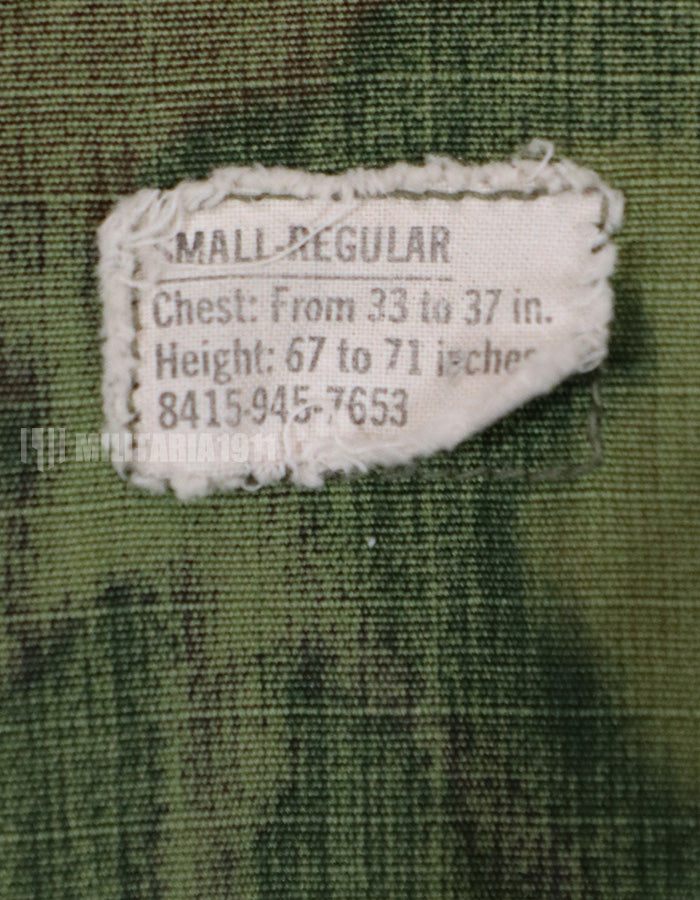 SMALL-REGULAR
Chest: From 33 to 37 in.
Height: 67 to 71 inches
8415-945-7653
MILITARIA1911